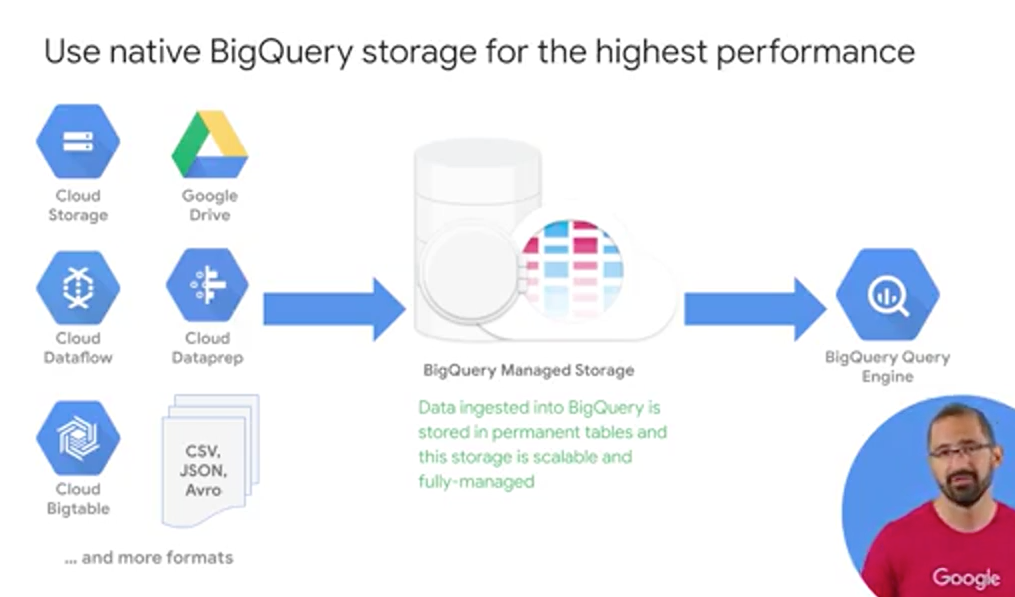 Use native BigQuery storage for the highest performance
Cloud
Storage
Google
Drive
Cloud
Dataflow
Cloud
Dataprep
Cloud
Bigtable
CSV,
JSON,
Avro
... and more formats
BigQuery Managed Storage
Data ingested into BigQuery is
stored in permanent tables and
this storage is scalable and
fully-managed
BigQuery Query
Engine
Google